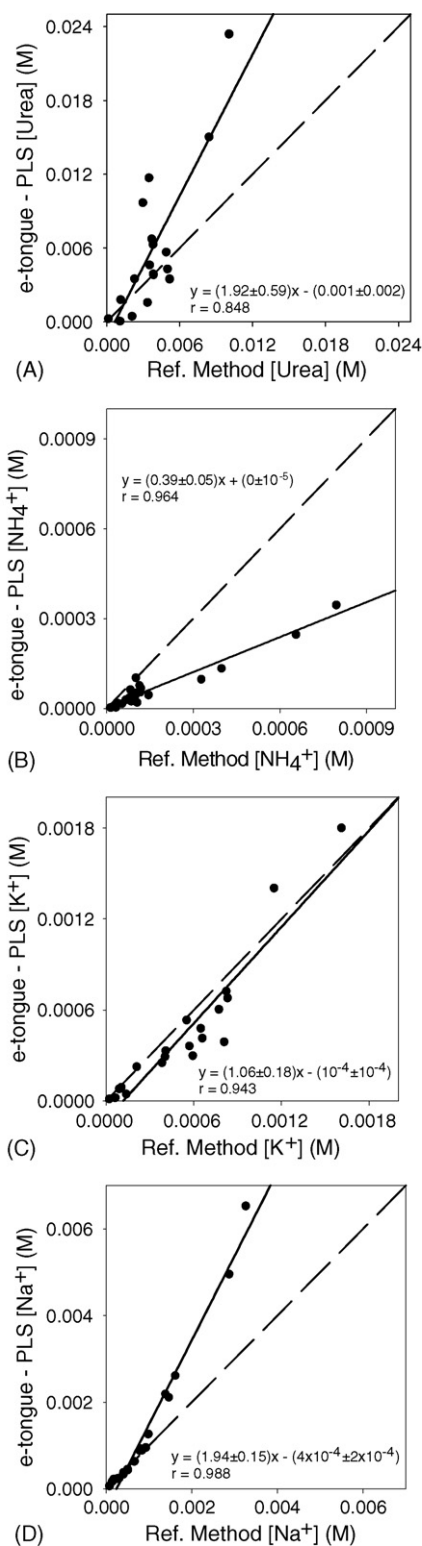 e-tongue - PLS [Urea] (M)
0.024
0.018
0.012
0.006
0.000
y = (1.92±0.59)x - (0.001±0.002)
r = 0.848
0.000 0.006 0.012 0.018 0.024
(A) Ref. Method [Urea] (M)
e-tongue - PLS [NH4+] (M)
0.0009
0.0006
0.0003
0.0000
y = (0.39±0.05)x + (0±10-5)
r = 0.964
0.0000 0.0003 0.0006 0.0009
(B) Ref. Method [NH4+] (M)
e-tongue - PLS [K+] (M)
0.0018
0.0012
0.0006
0.0000
y = (1.06±0.18)x - (10-4±10-4)
r = 0.943
0.0000 0.0006 0.0012 0.0018
(C) Ref. Method [K+] (M)
e-tongue - PLS [Na+] (M)
0.006
0.004
0.002
0.000
y = (1.94±0.15)x - (4x10-4±2x10-4)
r = 0.988
0.000 0.002 0.004 0.006
(D) Ref. Method [Na+] (M)